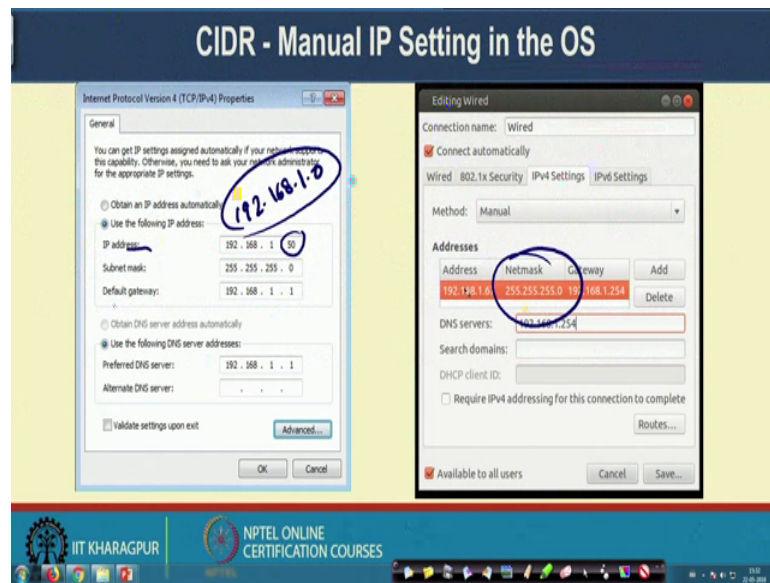 CIDR - Manual IP Setting in the OS
Internet Protocol Version 4 (TCP/IPv4) Properties
General
You can get IP settings assigned automatically if your network supports
this capability. Otherwise, you need to ask your network administrator
for the appropriate IP settings.
192.168.1.0
Obtain an IP address automatically
Use the following IP address:
IP address: 192 . 168 . 1 . 50
Subnet mask: 255 . 255 . 255 . 0
Default gateway: 192 . 168 . 1 . 1
Obtain DNS server address automatically
Use the following DNS server addresses:
Preferred DNS server: 192 . 168 . 1 . 1
Alternate DNS server: . . .
Validate settings upon exit
Advanced...
OK Cancel
Editing Wired
Connection name: Wired
Connect automatically
Wired 802.1x Security IPv4 Settings IPv6 Settings
Method: Manual
Addresses
Address Netmask Gateway Add
255.255.255.0 192.168.1.254 Delete
DNS servers: 192.168.1.254
Search domains:
DHCP client ID:
Require IPv4 addressing for this connection to complete
Routes...
Available to all users Cancel Save...
IIT KHARAGPUR
NPTEL ONLINE
CERTIFICATION COURSES